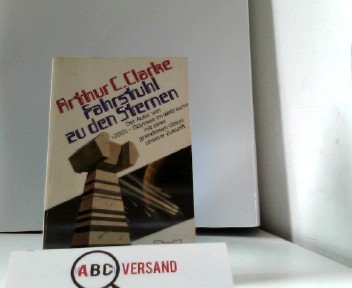 Arthur C. Clarke
Fahrstuhl
zu den Sternen
Der Autor von
»2001 – Odyssee im Weltraum«
mit einer
grandiosen Vision
unserer Zukunft
ABC VERSAND